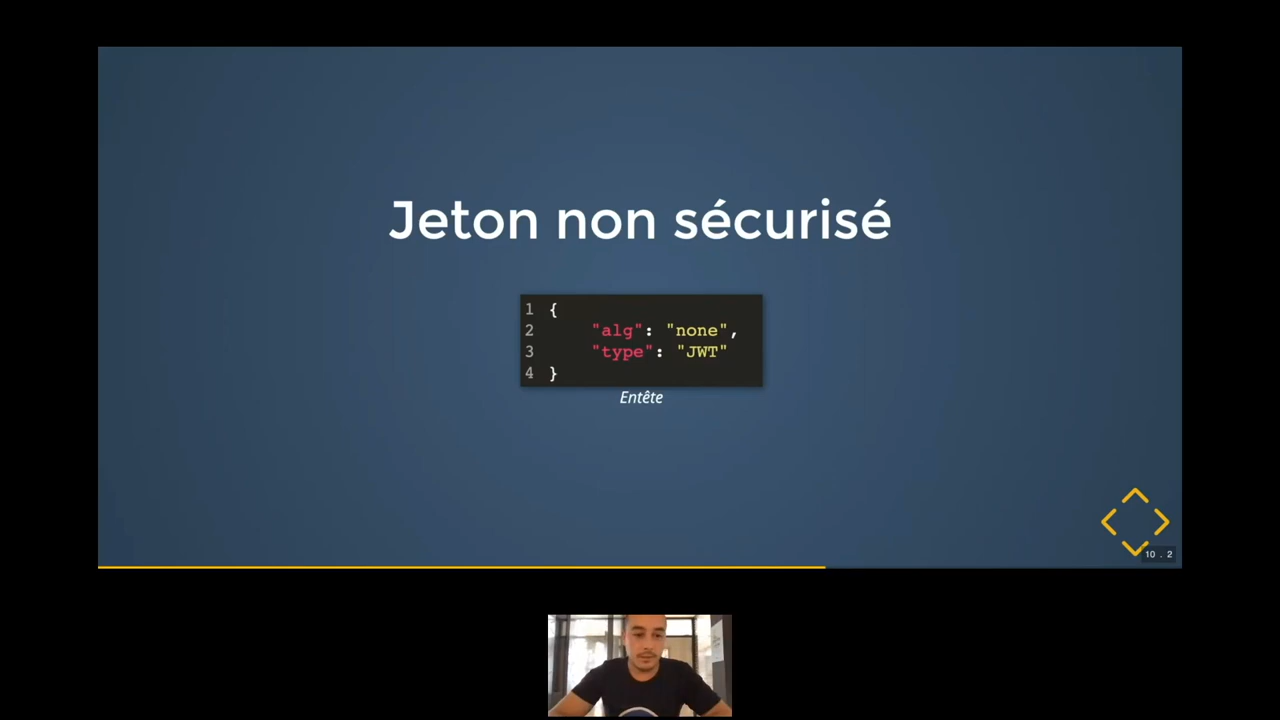 Jeton non sécurisé
1 {
2 "alg": "none",
3 "type": "JWT"
4 }
Entête
10 . 2